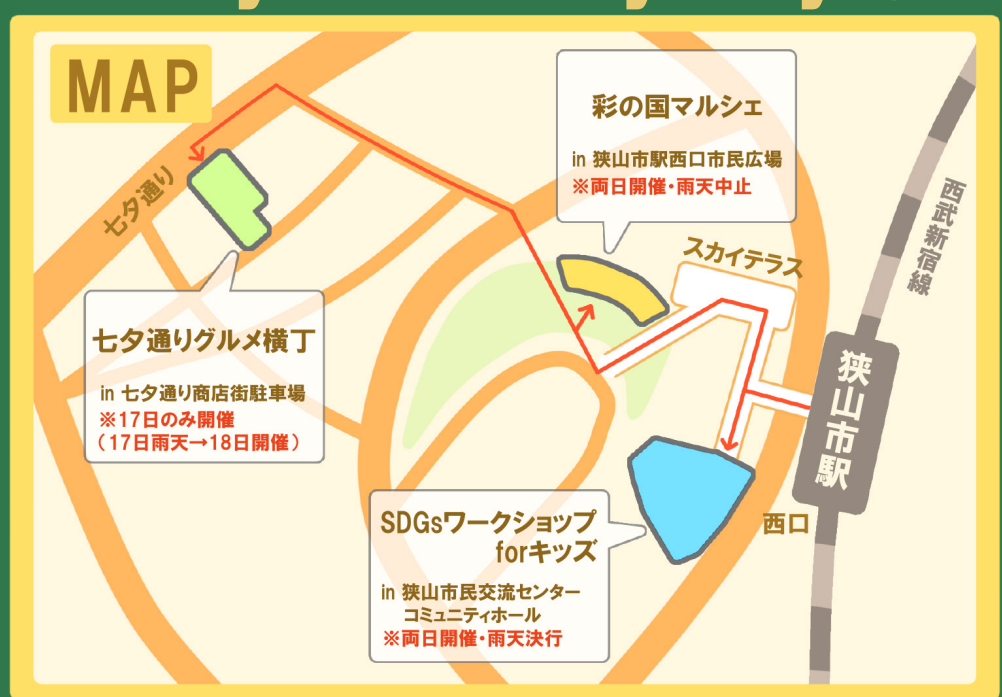 MAP
彩の国マルシェ
in 狭山市駅西口市民広場
※両日開催・雨天中止
七夕通り
スカイテラス
西武新宿線
七夕通りグルメ横丁
in 七夕通り商店街駐車場
※17日のみ開催
(17日雨天→18日開催)
狭山市駅
西口
SDGsワークショップ
forキッズ
in 狭山市民交流センター
コミュニティホール
※両日開催・雨天決行